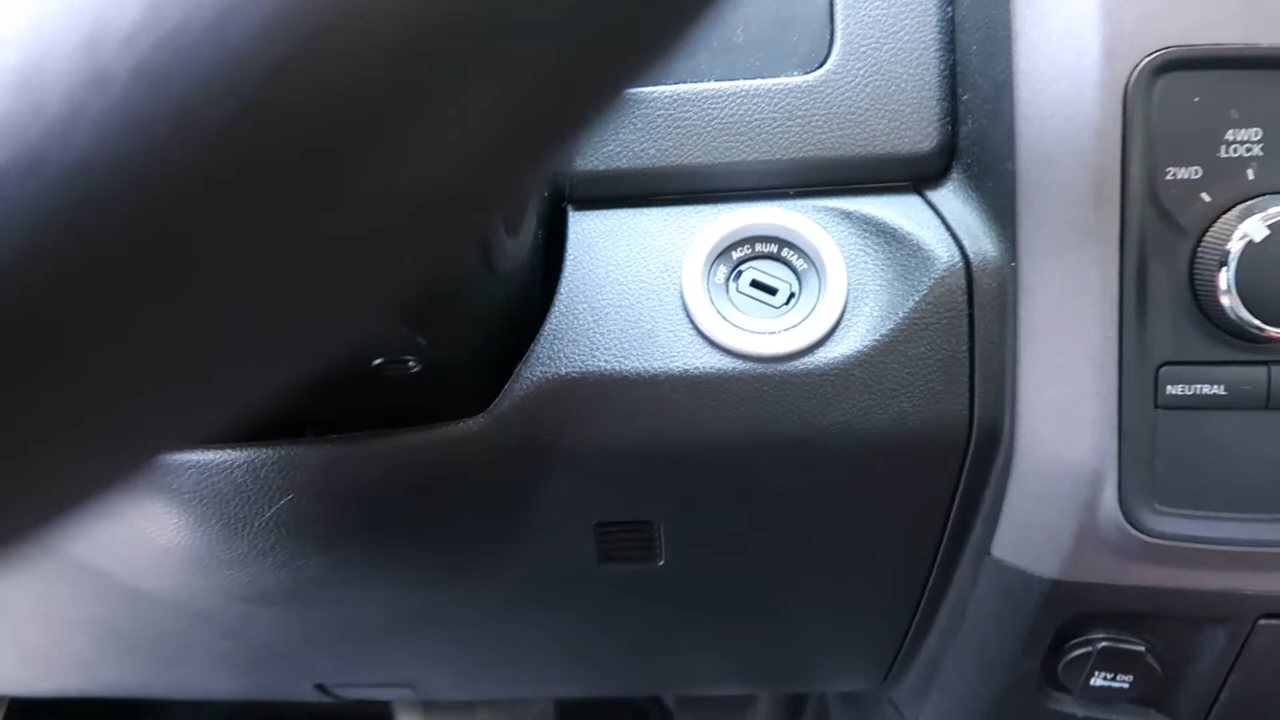 4WD
LOCK
2WD
OFF ACC RUN START
NEUTRAL
12V DC